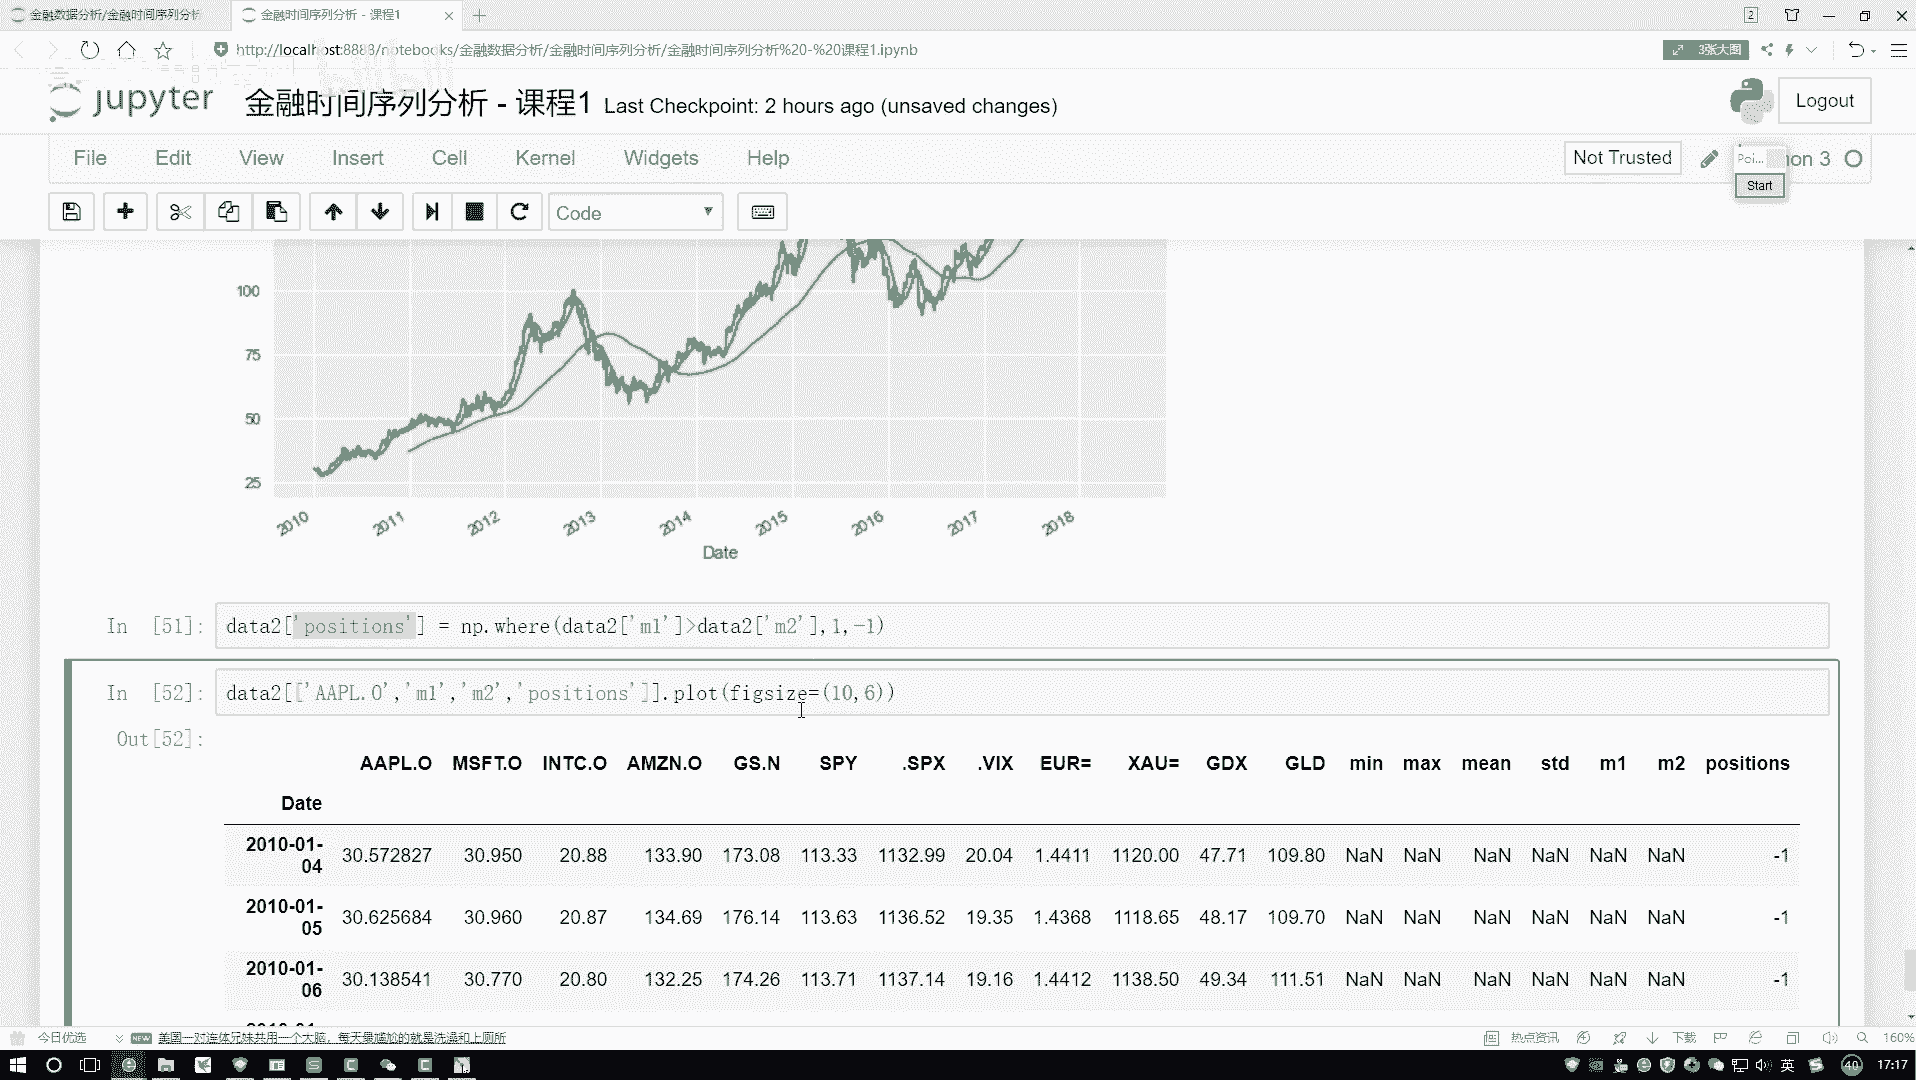 金融数据分析/金融时间序列分析
金融时间序列分析 - 课程1
2
http://localhost:8888/notebooks/金融数据分析/金融时间序列分析/金融时间序列分析%20-%20课程1.ipynb
3张大图
jupyter
金融时间序列分析 - 课程1 Last Checkpoint: 2 hours ago (unsaved changes)
Logout
File Edit View Insert Cell Kernel Widgets Help
Not Trusted
Poi...
hon 3
Start
Code
100
75
50
25
2010 2011 2012 2013 2014 2015 2016 2017 2018
Date
In [51]: data2['positions'] = np.where(data2['m1']>data2['m2'],1,-1)
In [52]: data2[['AAPL.O','m1','m2','positions']].plot(figsize=(10,6))
Out[52]:
AAPL.O MSFT.O INTC.O AMZN.O GS.N SPY .SPX .VIX EUR= XAU= GDX GLD min max mean std m1 m2 positions
Date
2010-01-04 30.572827 30.950 20.88 133.90 173.08 113.33 1132.99 20.04 1.4411 1120.00 47.71 109.80 NaN NaN NaN NaN NaN NaN -1
2010-01-05 30.625684 30.960 20.87 134.69 176.14 113.63 1136.52 19.35 1.4368 1118.65 48.17 109.70 NaN NaN NaN NaN NaN NaN -1
2010-01-06 30.138541 30.770 20.80 132.25 174.26 113.71 1137.14 19.16 1.4412 1138.50 49.34 111.51 NaN NaN NaN NaN NaN NaN -1
今日优选
NEW
美国一对连体兄妹共用一个大脑，每天最尴尬的就是洗澡和上厕所
热点资讯
下载
160%
英
40
17:17